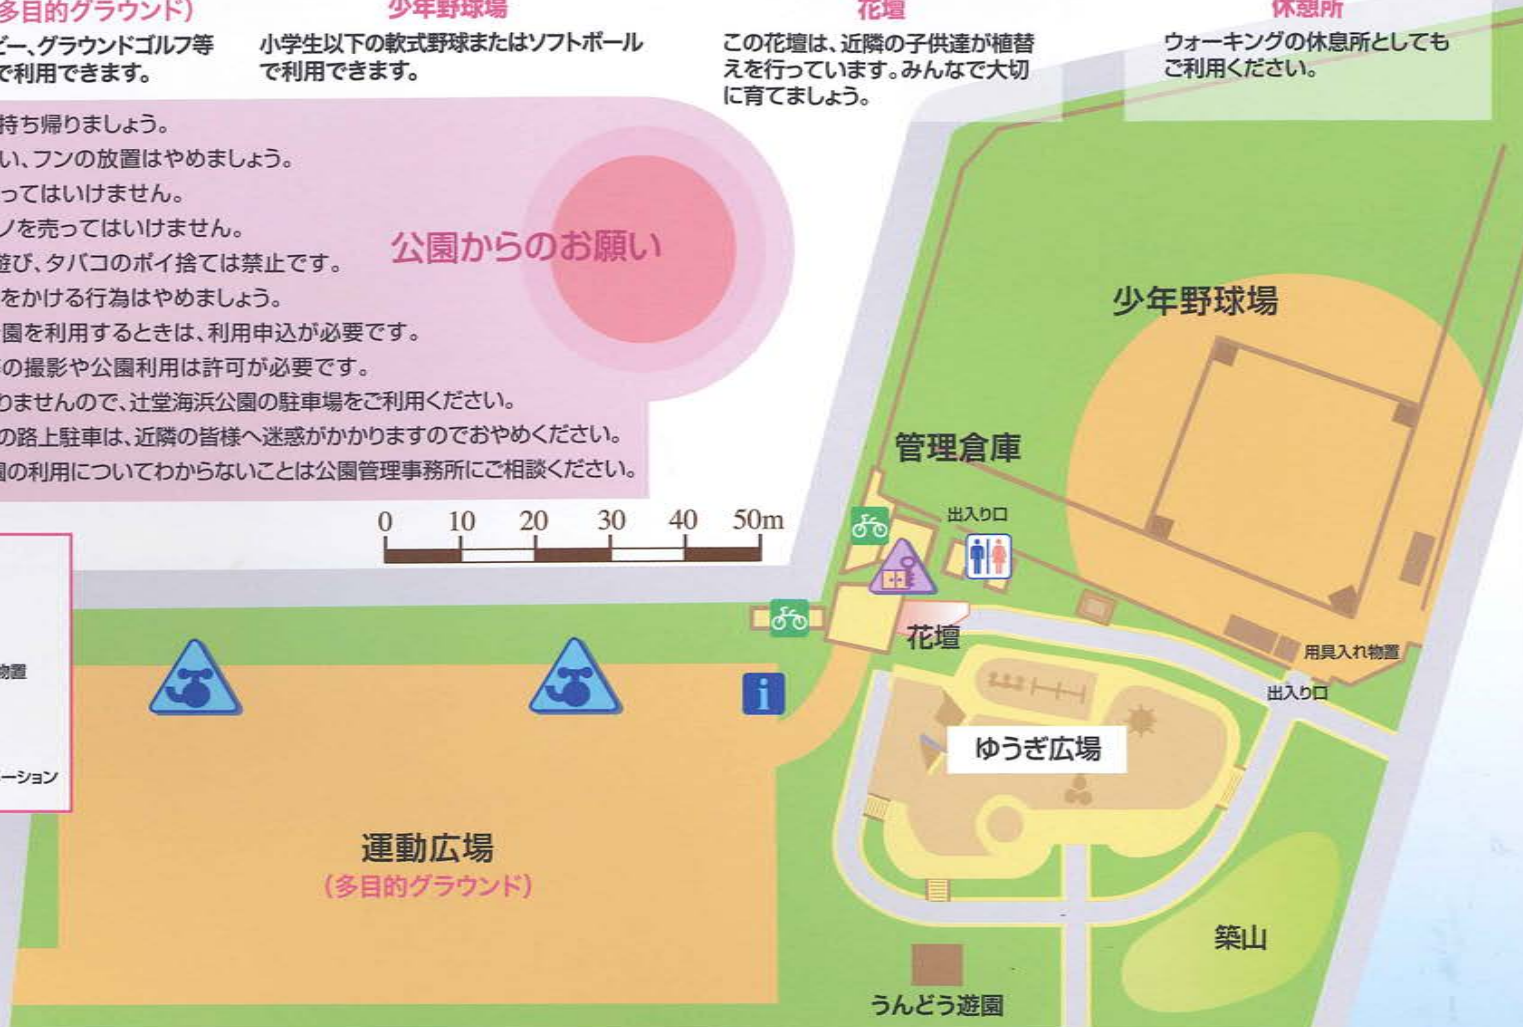 多目的グラウンド）
ビー、グラウンドゴルフ等
で利用できます。
少年野球場
小学生以下の軟式野球またはソフトボール
で利用できます。
花壇
この花壇は、近隣の子供達が植替
えを行っています。みんなで大切
に育てましょう。
休憩所
ウォーキングの休息所としても
ご利用ください。
持ち帰りましょう。
い、フンの放置はやめましょう。
ってはいけません。
ノを売ってはいけません。
遊び、タバコのポイ捨ては禁止です。
をかける行為はやめましょう。
園を利用するときは、利用申込が必要です。
の撮影や公園利用は許可が必要です。
りませんので、辻堂海浜公園の駐車場をご利用ください。
の路上駐車は、近隣の皆様へ迷惑がかかりますのでおやめください。
園の利用についてわからないことは公園管理事務所にご相談ください。
公園からのお願い
0 10 20 30 40 50m
少年野球場
管理倉庫
出入り口
花壇
用具入れ物置
出入り口
i
ゆうぎ広場
物置
ーション
運動広場
（多目的グラウンド）
築山
うんどう遊園